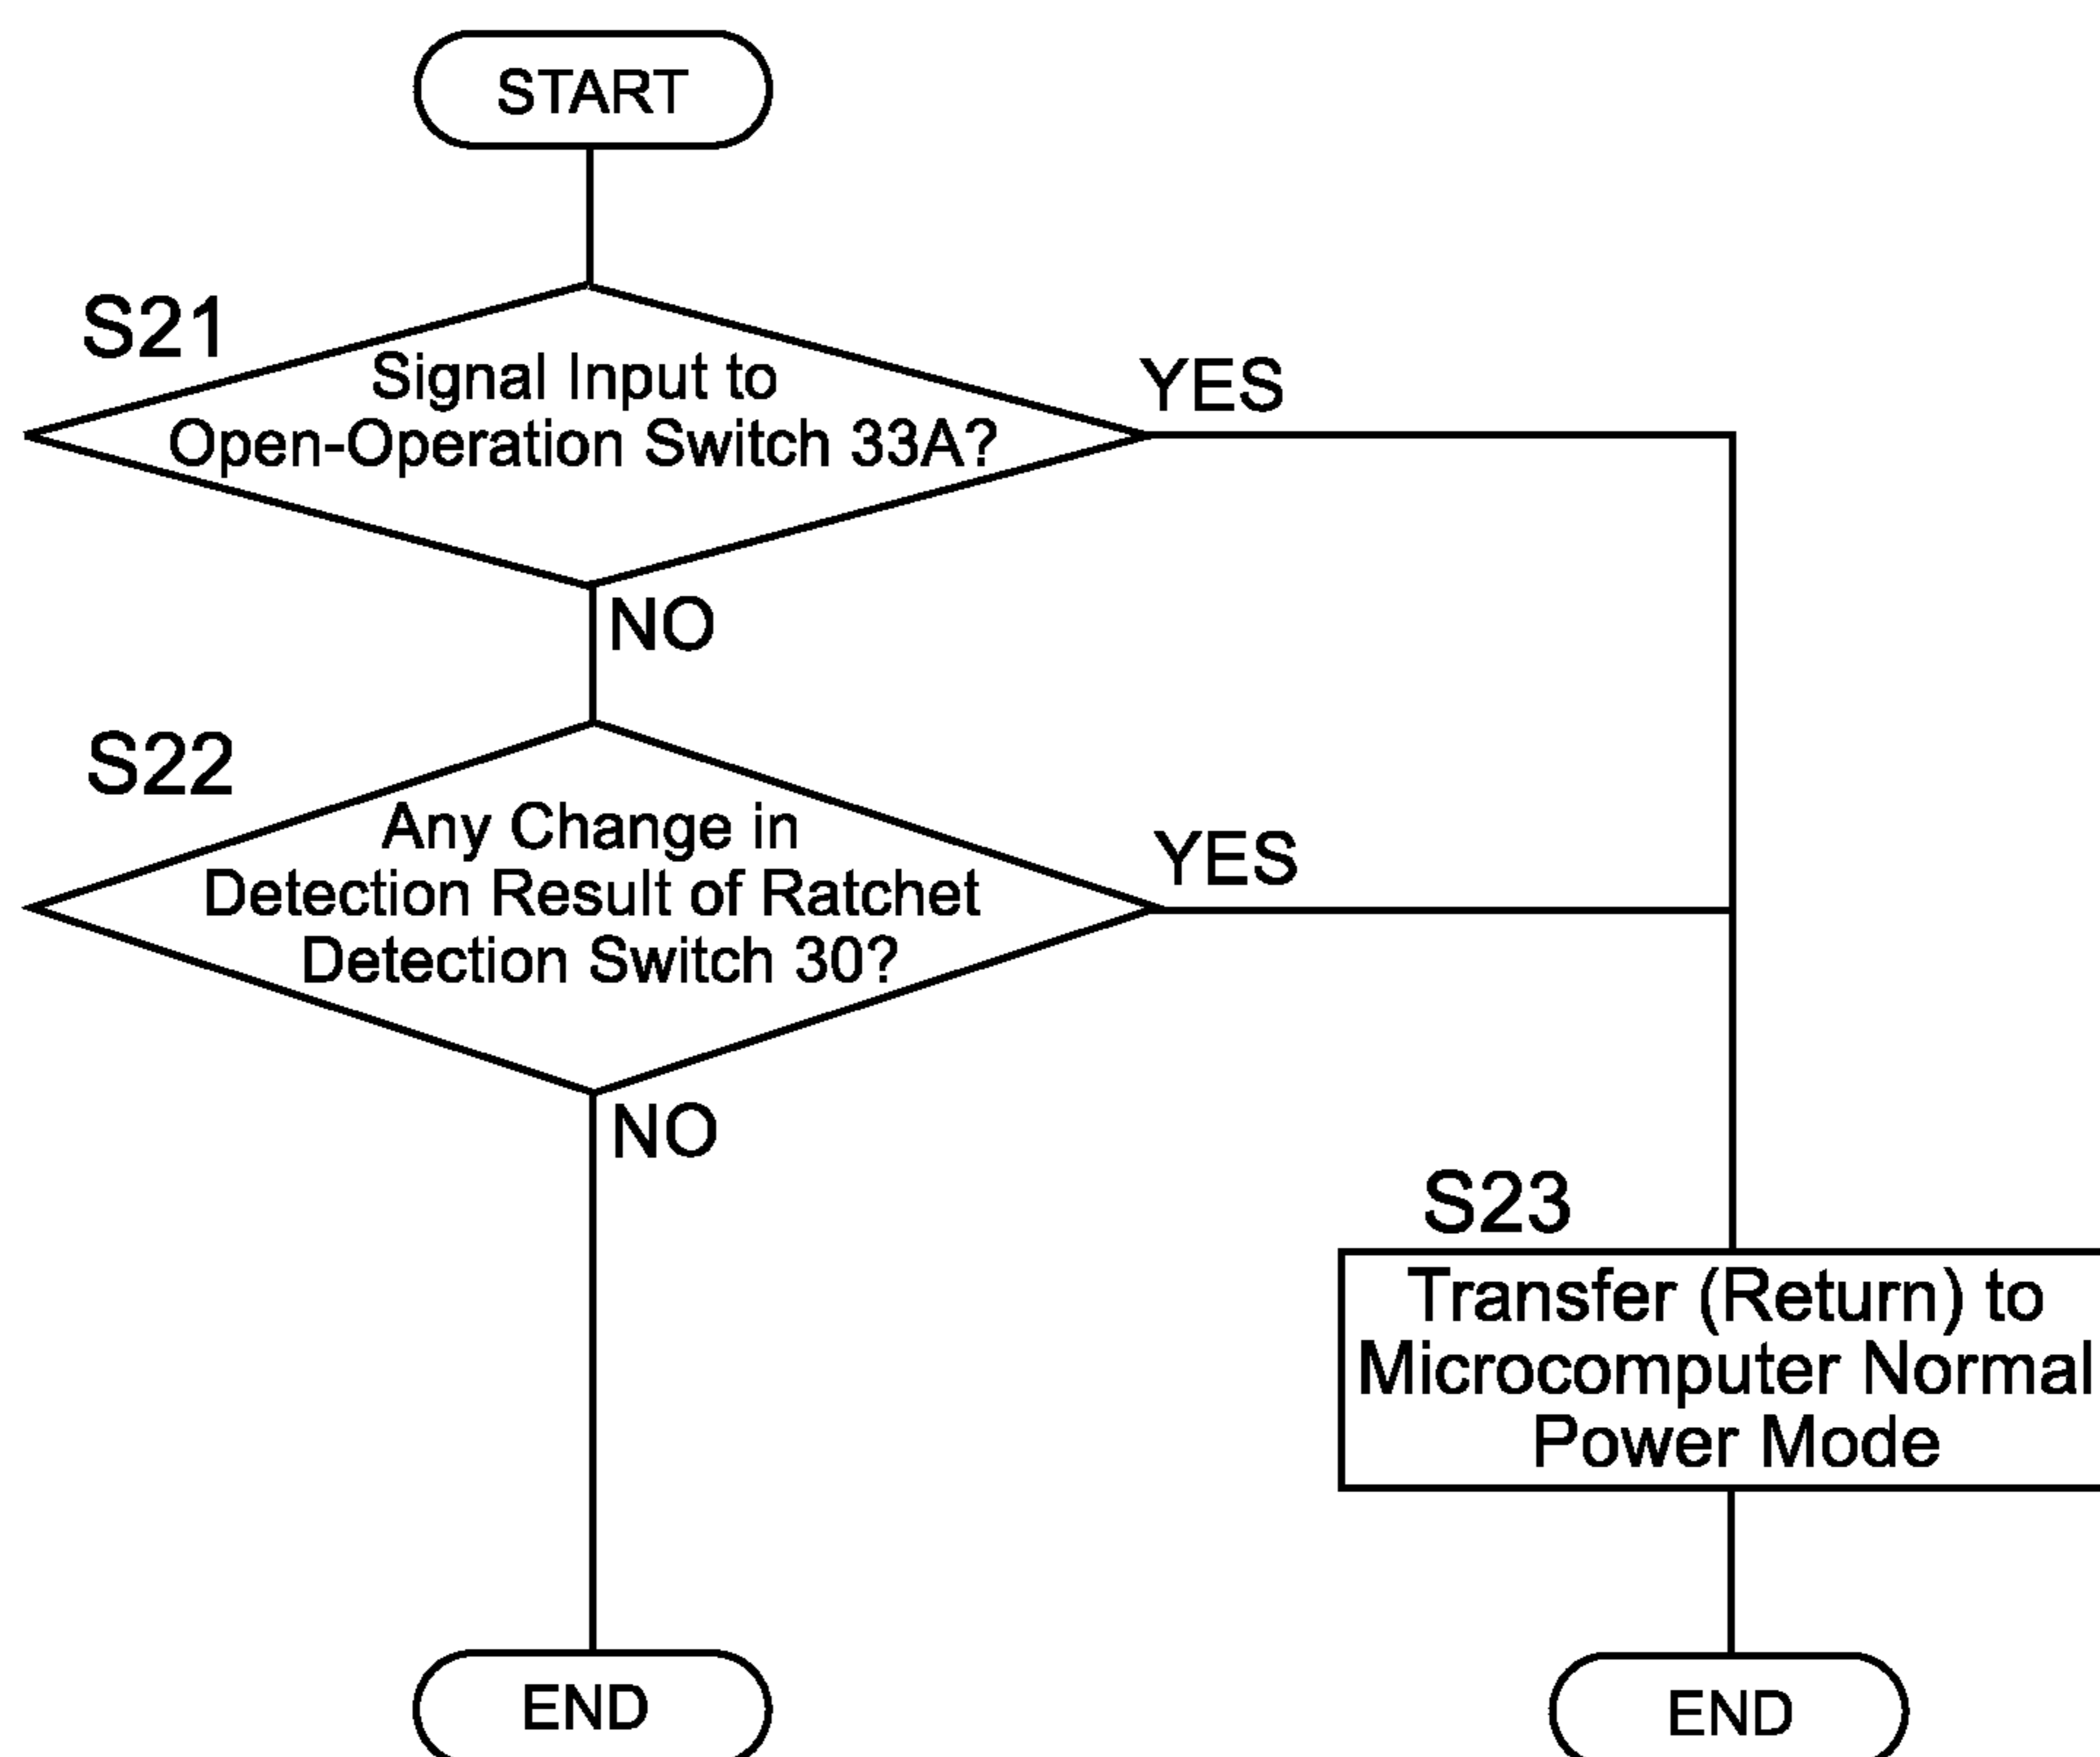 START
S21
Signal Input to
Open-Operation Switch 33A?
YES
NO
S22
Any Change in
Detection Result of Ratchet
Detection Switch 30?
YES
NO
S23
Transfer (Return) to
Microcomputer Normal
Power Mode
END
END